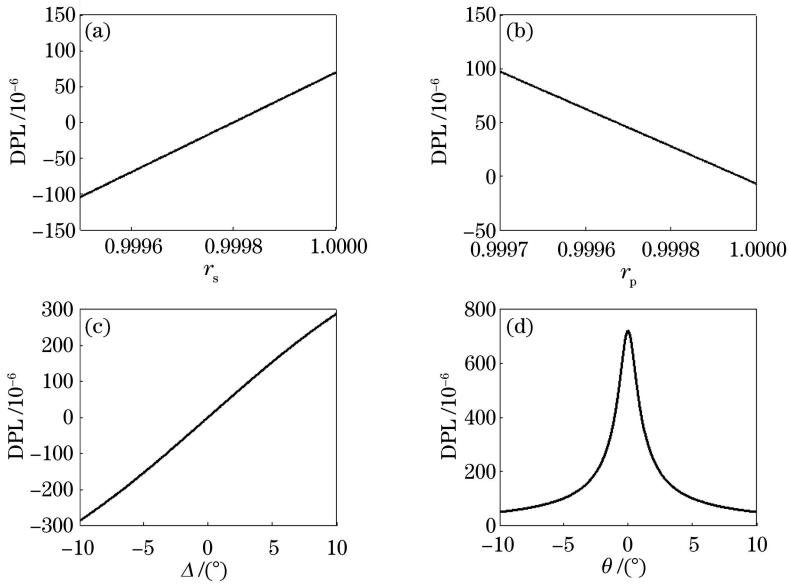 (a)
DPL/10⁻⁶
150
100
50
0
−50
−100
−150
0.9996 0.9998 1.0000
rₛ
(b)
DPL/10⁻⁶
150
100
50
0
−50
0.9997 0.9996 0.9998 1.0000
rₚ
(c)
DPL/10⁻⁶
300
200
100
0
−100
−200
−300
−10 −5 0 5 10
Δ/(°)
(d)
DPL/10⁻⁶
800
600
400
200
0
−10 −5 0 5 10
θ/(°)